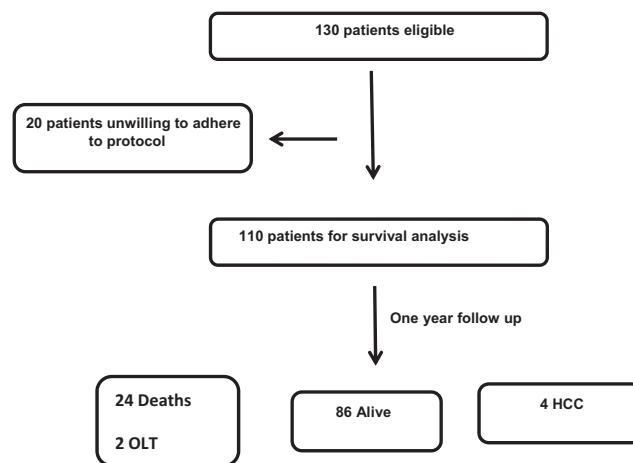 130 patients eligible
20 patients unwilling to adhere
to protocol
110 patients for survival analysis
One year follow up
24 Deaths
2 OLT
86 Alive
4 HCC